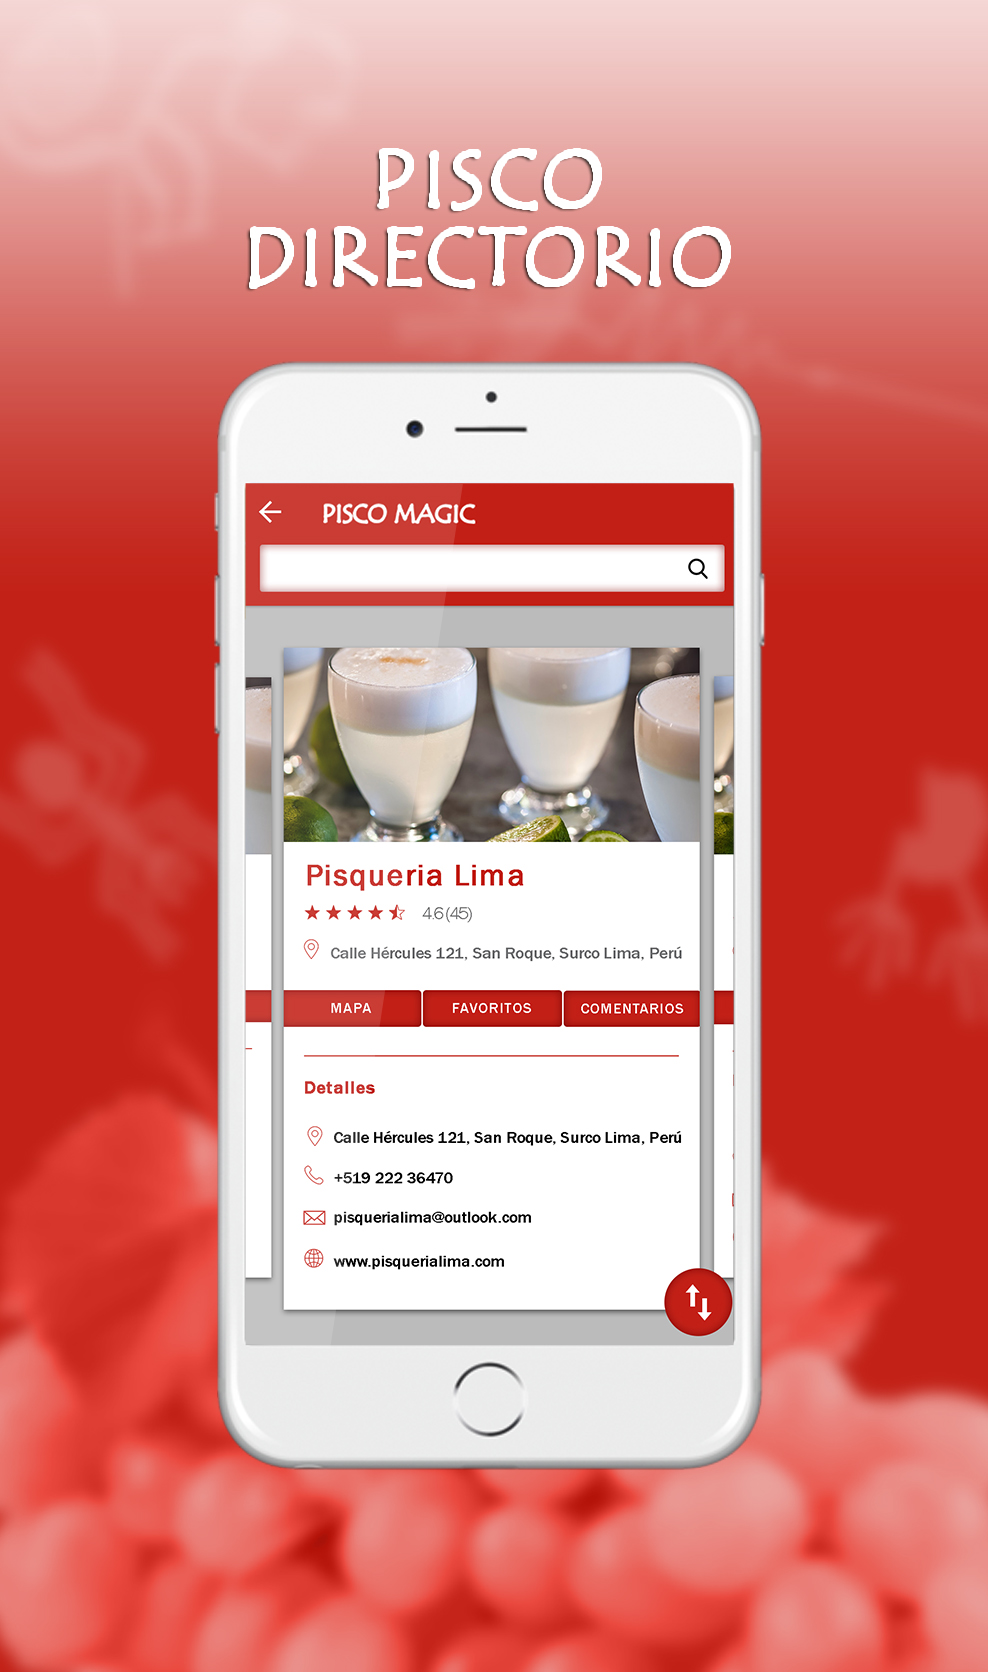 PISCO
DIRECTORIO
PISCO MAGIC
Pisqueria Lima
4.6(45)
Calle Hércules 121, San Roque, Surco Lima, Perú
MAPA
FAVORITOS
COMENTARIOS
Detalles
Calle Hércules 121, San Roque, Surco Lima, Perú
+519 222 36470
pisquerialima@outlook.com
www.pisquerialima.com